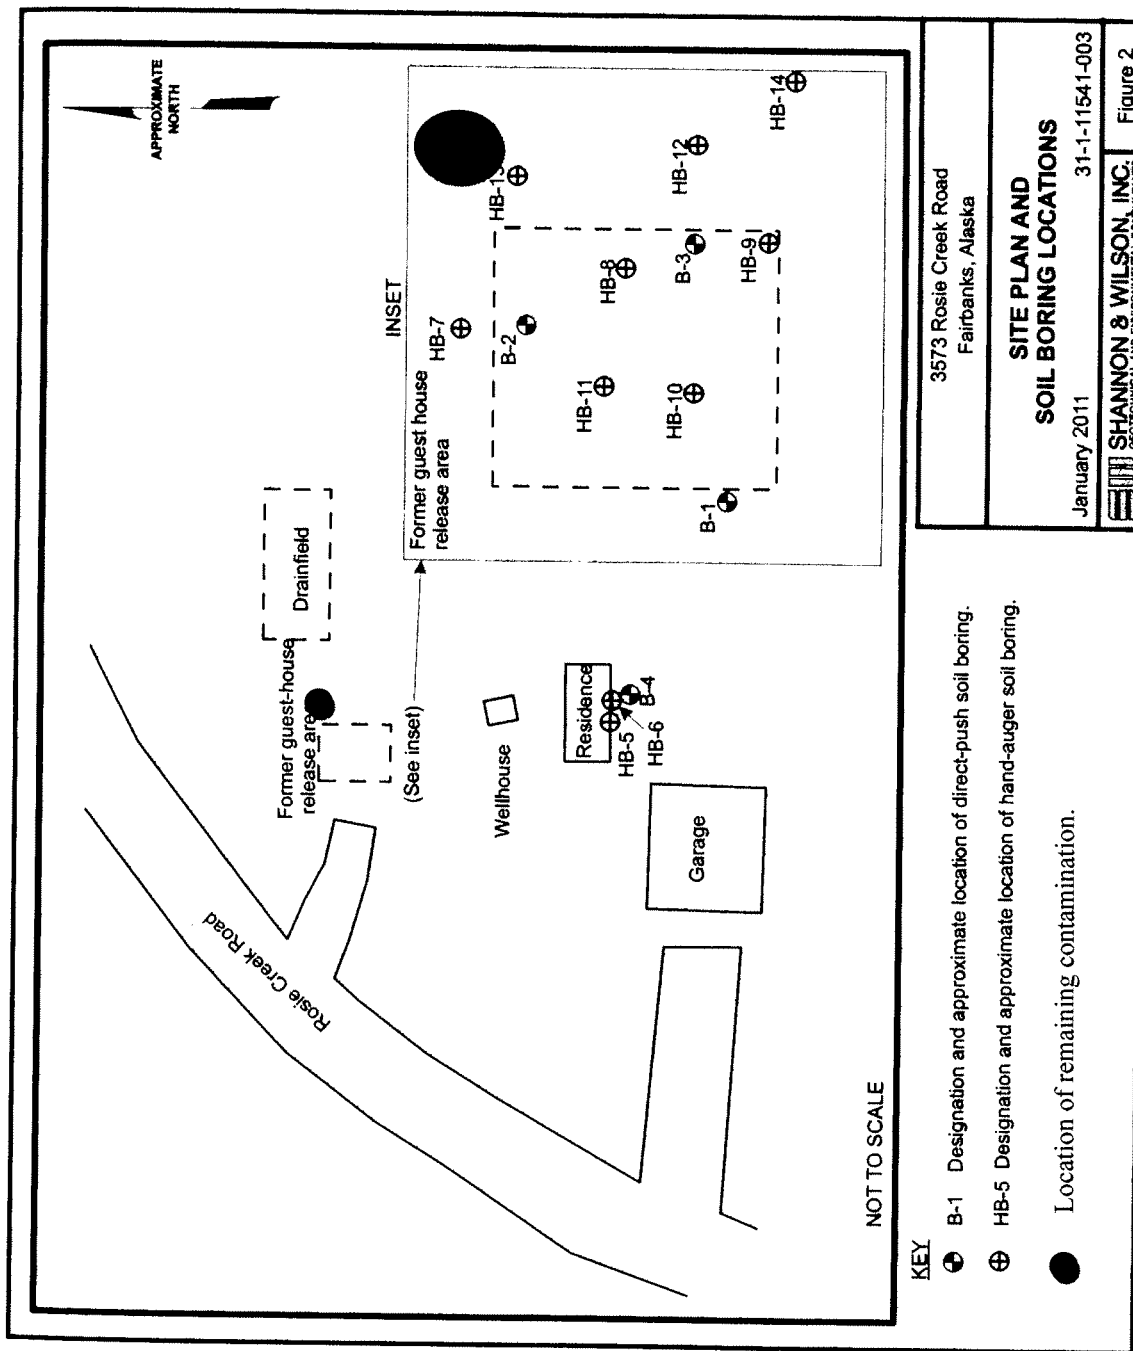 APPROXIMATE
NORTH
INSET
Former guest house
release area
HB-7
HB-13
B-2
HB-8
HB-11
B-3
HB-12
HB-10
HB-9
HB-14
B-1
Drainfield
Former guest-house
release area
(See inset)
Wellhouse
Residence
B-4
HB-5
HB-6
Garage
Rosie Creek Road
NOT TO SCALE
KEY
B-1 Designation and approximate location of direct-push soil boring.
HB-5 Designation and approximate location of hand-auger soil boring.
Location of remaining contamination.
3573 Rosie Creek Road
Fairbanks, Alaska
SITE PLAN AND
SOIL BORING LOCATIONS
January 2011
31-1-11541-003
SHANNON & WILSON, INC.
Figure 2